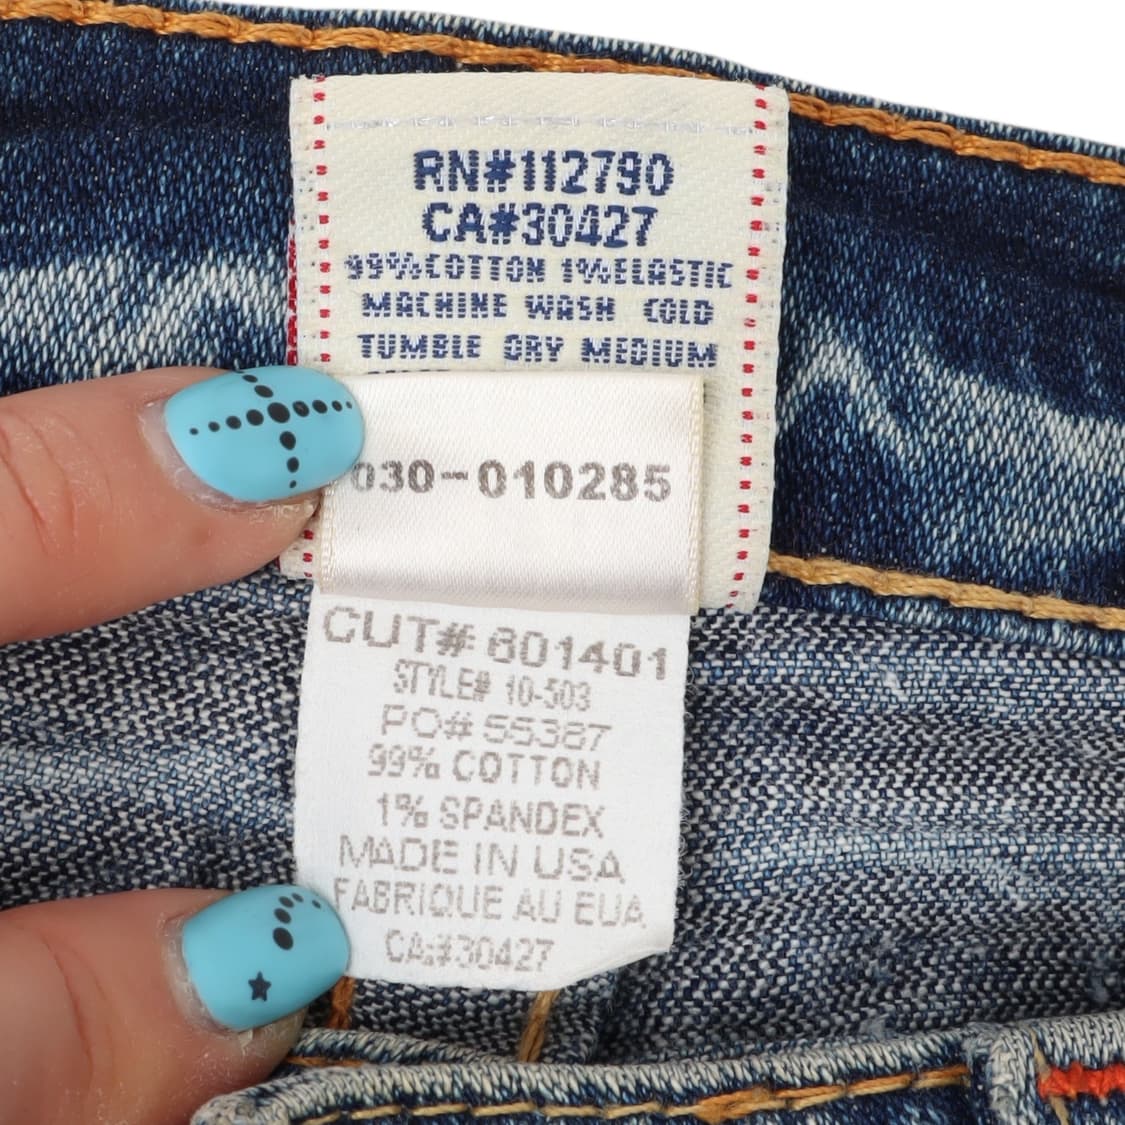 RN#112790
CA#30427
99%COTTON 1%ELASTIC
MACHINE WASH COLD
TUMBLE DRY MEDIUM
030-010285
CUT# 601401
STYLE# 10-503
PO# 55387
99% COTTON
1% SPANDEX
MADE IN USA
FABRIQUE AU EUA
CA:#30427